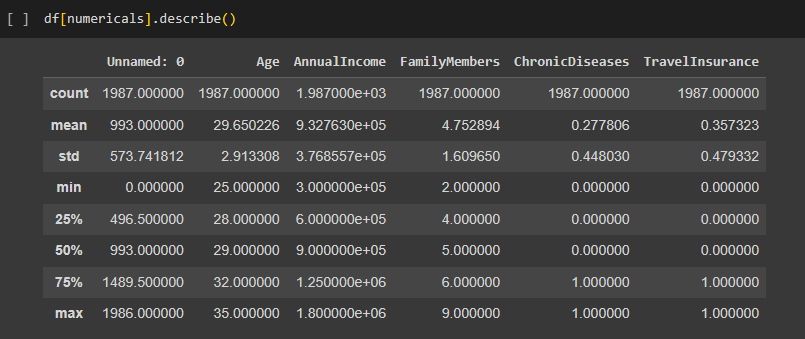 [ ] df[numericals].describe()
Unnamed: 0 Age AnnualIncome FamilyMembers ChronicDiseases TravelInsurance
count 1987.000000 1987.000000 1.987000e+03 1987.000000 1987.000000 1987.000000
mean 993.000000 29.650226 9.327630e+05 4.752894 0.277806 0.357323
std 573.741812 2.913308 3.768557e+05 1.609650 0.448030 0.479332
min 0.000000 25.000000 3.000000e+05 2.000000 0.000000 0.000000
25% 496.500000 28.000000 6.000000e+05 4.000000 0.000000 0.000000
50% 993.000000 29.000000 9.000000e+05 5.000000 0.000000 0.000000
75% 1489.500000 32.000000 1.250000e+06 6.000000 1.000000 1.000000
max 1986.000000 35.000000 1.800000e+06 9.000000 1.000000 1.000000